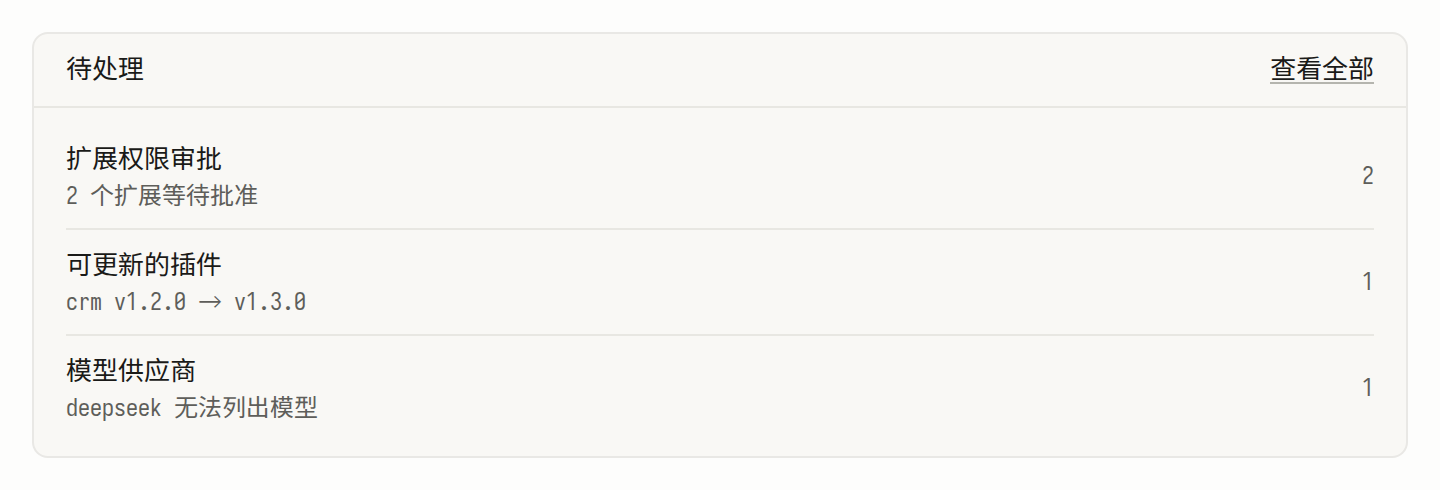 待处理
查看全部
扩展权限审批
2 个扩展等待批准
2
可更新的插件
crm v1.2.0 → v1.3.0
1
模型供应商
deepseek 无法列出模型
1